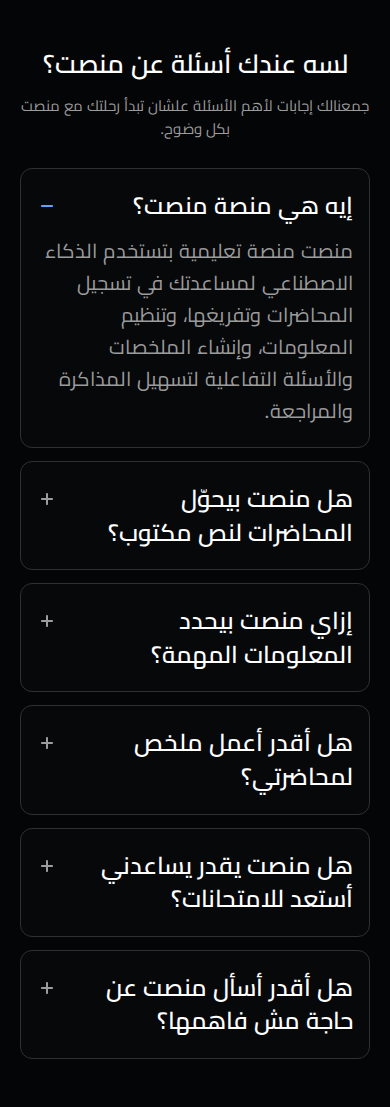 لسه عندك أسئلة عن منصت؟
جمعنالك إجابات لأهم الأسئلة علشان تبدأ رحلتك مع منصت
بكل وضوح.
إيه هي منصة منصت؟
منصت منصة تعليمية بتستخدم الذكاء
الاصطناعي لمساعدتك في تسجيل
المحاضرات وتفريغها، وتنظيم
المعلومات، وإنشاء الملخصات
والأسئلة التفاعلية لتسهيل المذاكرة
والمراجعة.
هل منصت بيحوّل
المحاضرات لنص مكتوب؟
إزاي منصت بيحدد
المعلومات المهمة؟
هل أقدر أعمل ملخص
لمحاضرتي؟
هل منصت يقدر يساعدني
أستعد للامتحانات؟
هل أقدر أسأل منصت عن
حاجة مش فاهمها؟